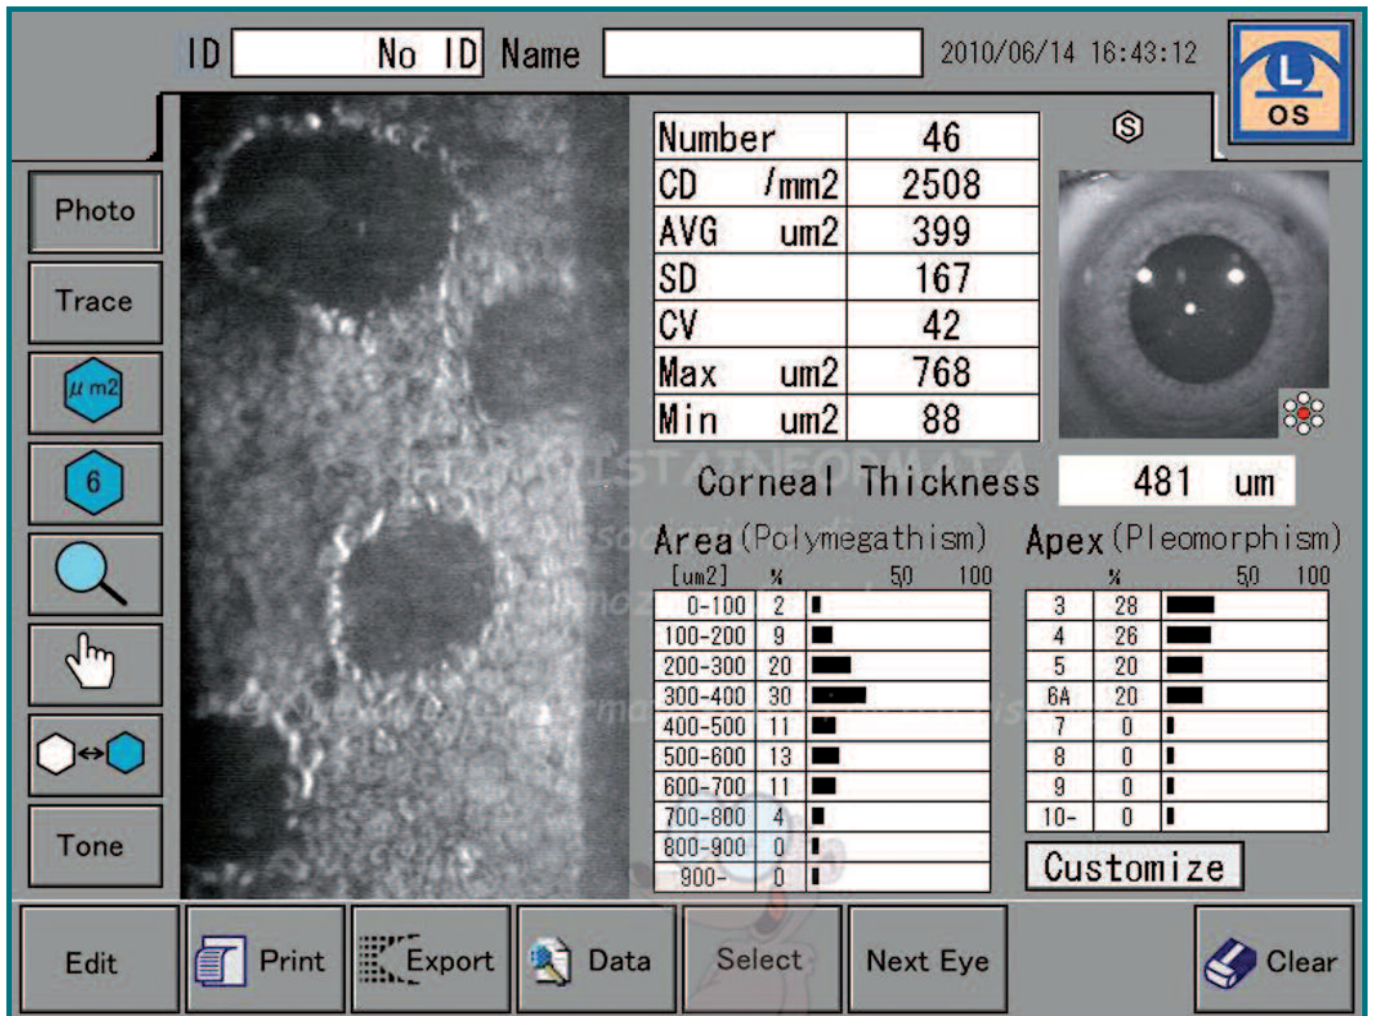 ID No ID Name 2010/06/14 16:43:12
L
OS
Photo
Trace
μm2
6
Tone
Number 46
CD /mm2 2508
AVG um2 399
SD 167
CV 42
Max um2 768
Min um2 88
S
Corneal Thickness 481 um
Area (Polymegathism)
[um2] % 50 100
0-100 2
100-200 9
200-300 20
300-400 30
400-500 11
500-600 13
600-700 11
700-800 4
800-900 0
900- 0
Apex (Pleomorphism)
% 50 100
3 28
4 26
5 20
6A 20
7 0
8 0
9 0
10- 0
Customize
Edit Print Export Data Select Next Eye Clear